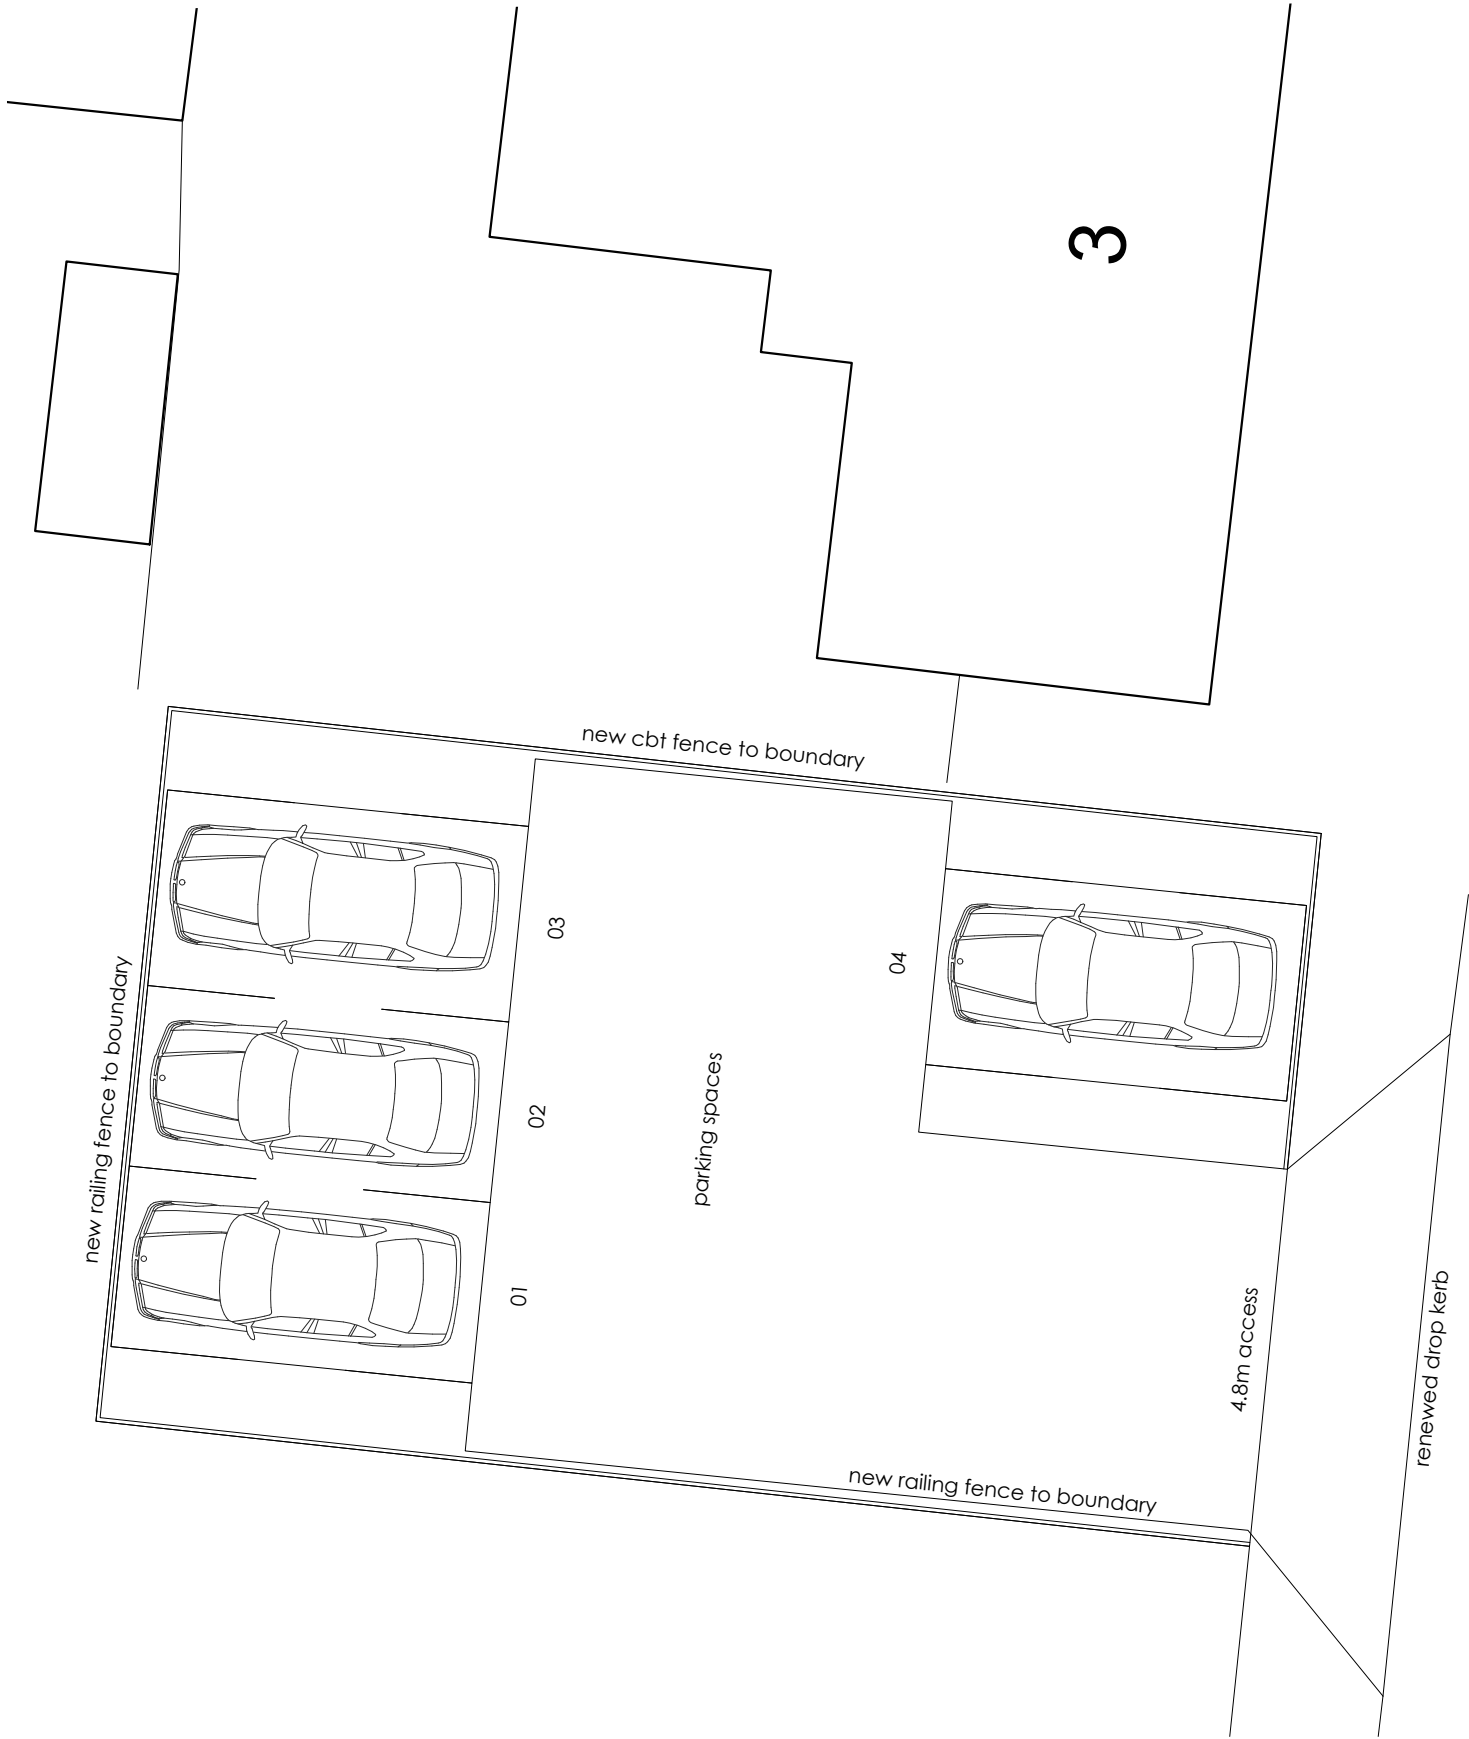 3
new cbt fence to boundary
03
04
new railing fence to boundary
02
parking spaces
01
4.8m access
renewed drop kerb
new railing fence to boundary